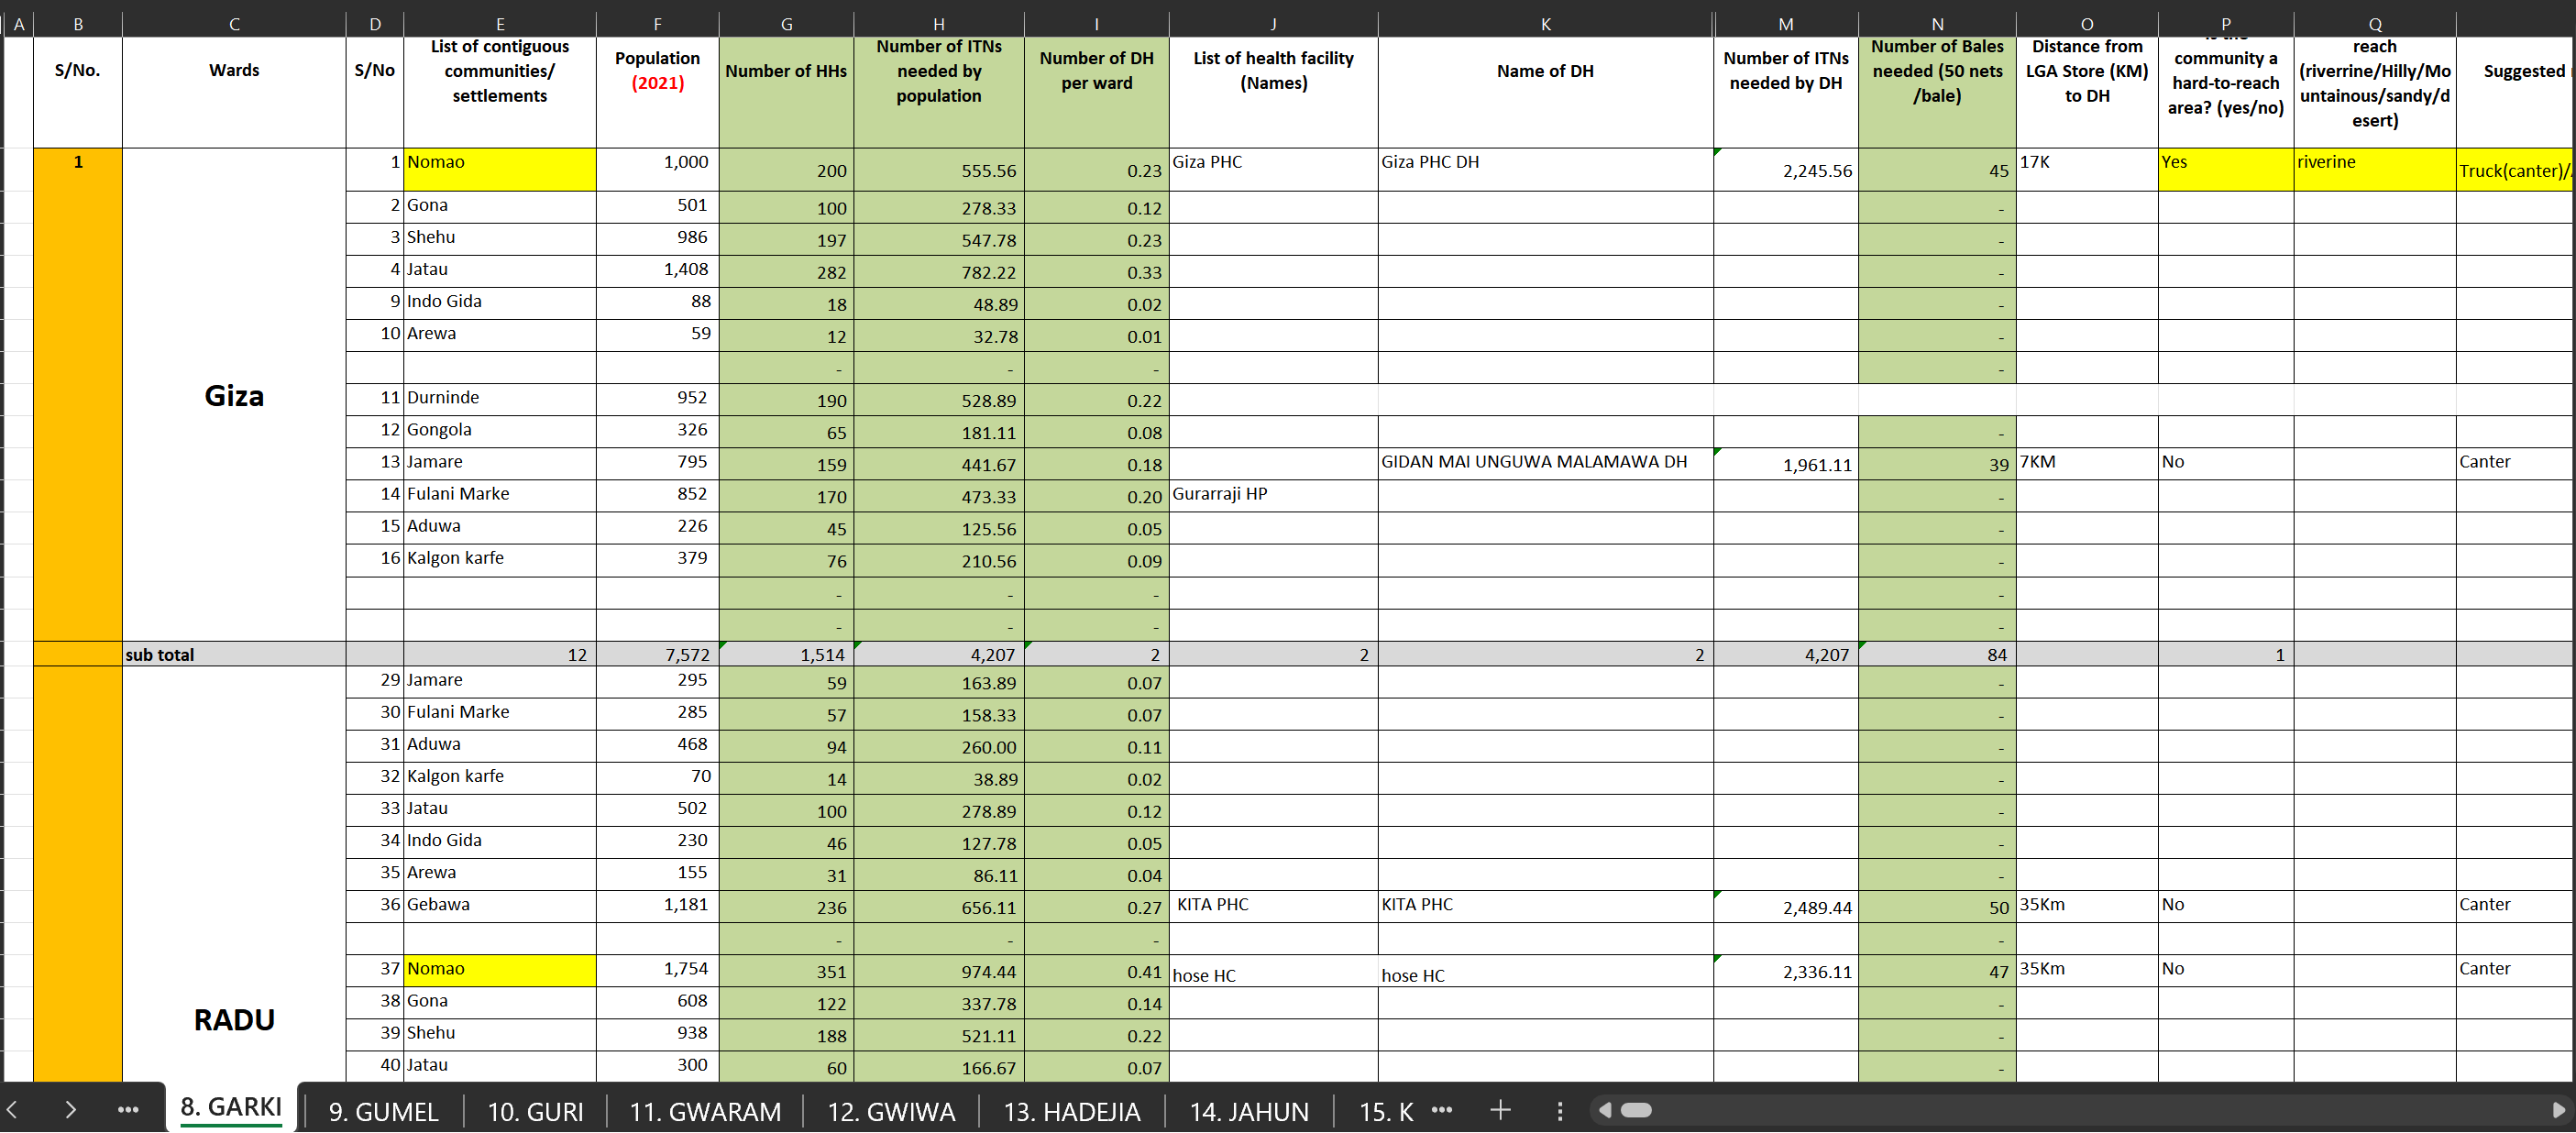 A B C D E F G H I J K M N O P Q
S/No. Wards S/No List of contiguous communities/ settlements Population (2021) Number of HHs Number of ITNs needed by population Number of DH per ward List of health facility (Names) Name of DH Number of ITNs needed by DH Number of Bales needed (50 nets /bale) Distance from LGA Store (KM) to DH community a hard-to-reach area? (yes/no) reach (riverrine/Hilly/Mountainous/sandy/desert) Suggested
1 Giza 1 Nomao 1,000 200 555.56 0.23 Giza PHC Giza PHC DH 2,245.56 45 17K Yes riverine Truck(canter)/
2 Gona 501 100 278.33 0.12 -
3 Shehu 986 197 547.78 0.23 -
4 Jatau 1,408 282 782.22 0.33 -
9 Indo Gida 88 18 48.89 0.02 -
10 Arewa 59 12 32.78 0.01 -
- - - -
11 Durninde 952 190 528.89 0.22
12 Gongola 326 65 181.11 0.08 -
13 Jamare 795 159 441.67 0.18 GIDAN MAI UNGUWA MALAMAWA DH 1,961.11 39 7KM No Canter
14 Fulani Marke 852 170 473.33 0.20 Gurarraji HP -
15 Aduwa 226 45 125.56 0.05 -
16 Kalgon karfe 379 76 210.56 0.09 -
- - - -
- - - -
sub total 12 7,572 1,514 4,207 2 2 2 4,207 84 1
RADU 29 Jamare 295 59 163.89 0.07 -
30 Fulani Marke 285 57 158.33 0.07 -
31 Aduwa 468 94 260.00 0.11 -
32 Kalgon karfe 70 14 38.89 0.02 -
33 Jatau 502 100 278.89 0.12 -
34 Indo Gida 230 46 127.78 0.05 -
35 Arewa 155 31 86.11 0.04 -
36 Gebawa 1,181 236 656.11 0.27 KITA PHC KITA PHC 2,489.44 50 35Km No Canter
- - - -
37 Nomao 1,754 351 974.44 0.41 hose HC hose HC 2,336.11 47 35Km No Canter
38 Gona 608 122 337.78 0.14 -
39 Shehu 938 188 521.11 0.22 -
40 Jatau 300 60 166.67 0.07 -
8. GARKI 9. GUMEL 10. GURI 11. GWARAM 12. GWIWA 13. HADEJIA 14. JAHUN 15. K